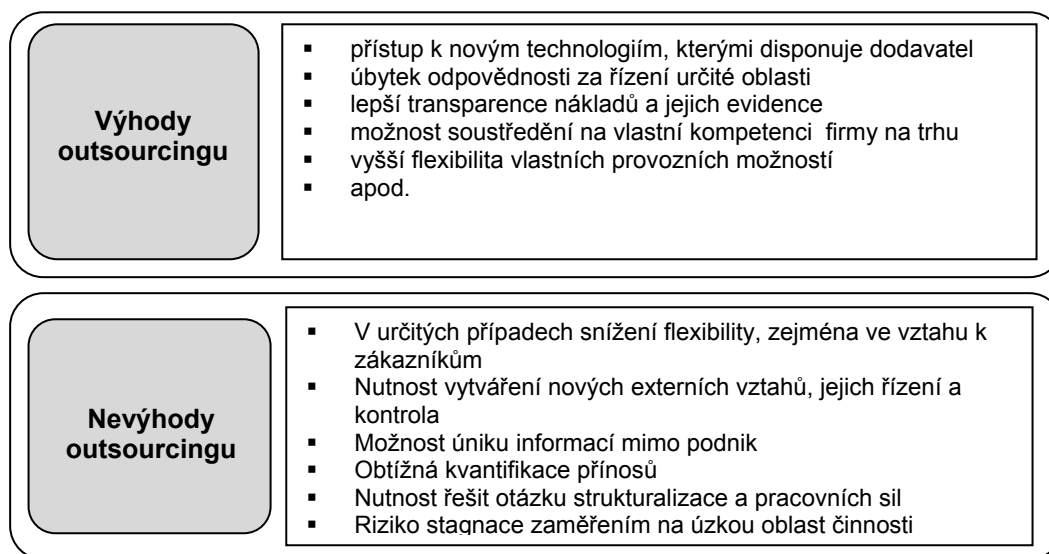 Výhody
outsourcingu
▪ přístup k novým technologiím, kterými disponuje dodavatel
▪ úbytek odpovědnosti za řízení určité oblasti
▪ lepší transparence nákladů a jejich evidence
▪ možnost soustředění na vlastní kompetenci firmy na trhu
▪ vyšší flexibilita vlastních provozních možností
▪ apod.
Nevýhody
outsourcingu
▪ V určitých případech snížení flexibility, zejména ve vztahu k
zákazníkům
▪ Nutnost vytváření nových externích vztahů, jejich řízení a
kontrola
▪ Možnost úniku informací mimo podnik
▪ Obtížná kvantifikace přínosů
▪ Nutnost řešit otázku strukturalizace a pracovních sil
▪ Riziko stagnace zaměřením na úzkou oblast činnosti